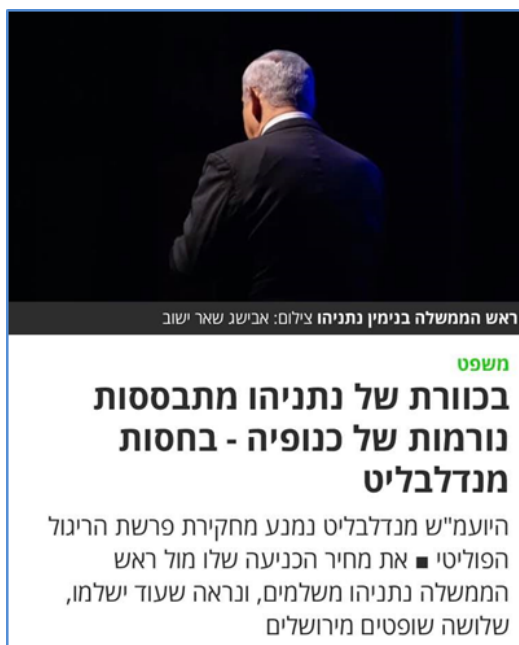 ראש הממשלה בנימין נתניהו צילום: אבישג שאר ישוב
משפט
בכוורת של נתניהו מתבססות
נורמות של כנופיה - בחסות
מנדלבליט
היועמ"ש מנדלבליט נמנע מחקירת פרשת הריגול
הפוליטי ■ את מחיר הכניעה שלו מול ראש
הממשלה נתניהו משלמים, ונראה שעוד ישלמו,
שלושה שופטים מירושלים